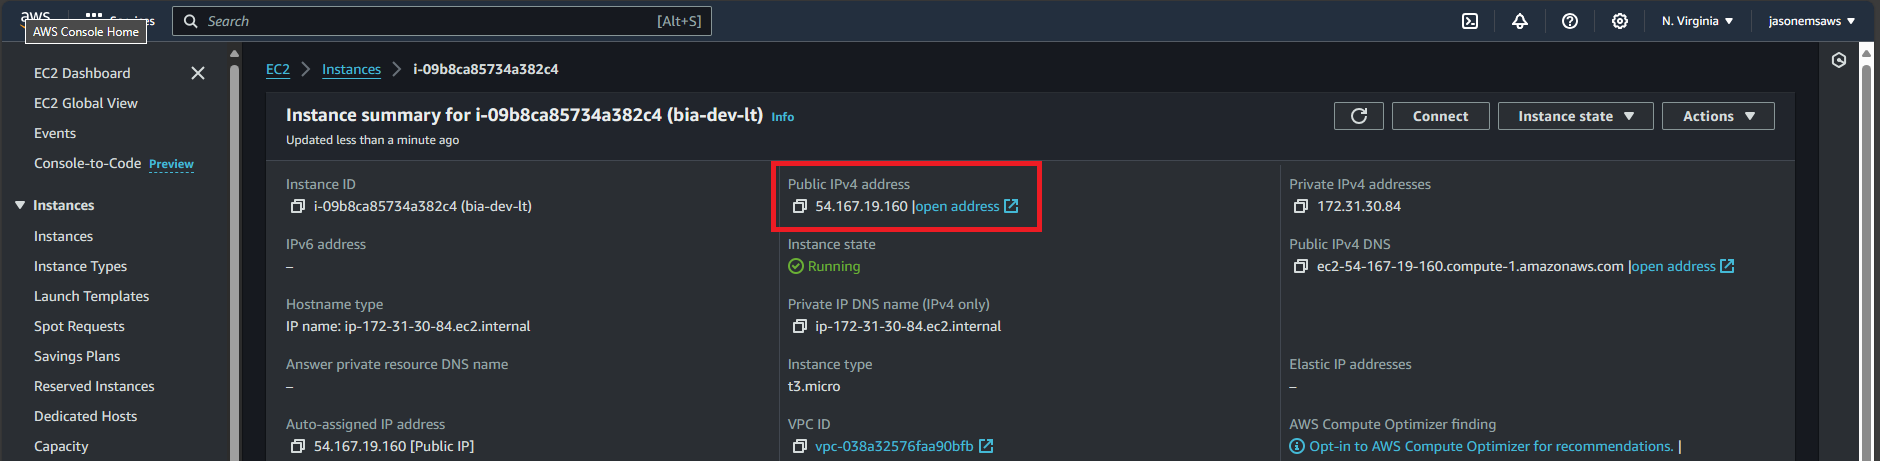 aws
Services
Search
[Alt+S]
N. Virginia
jasonemsaws
AWS Console Home
EC2 Dashboard
EC2 Global View
Events
Console-to-Code Preview
Instances
Instances
Instance Types
Launch Templates
Spot Requests
Savings Plans
Reserved Instances
Dedicated Hosts
Capacity
EC2 > Instances > i-09b8ca85734a382c4
Instance summary for i-09b8ca85734a382c4 (bia-dev-lt) Info
Updated less than a minute ago
Connect
Instance state
Actions
Instance ID
i-09b8ca85734a382c4 (bia-dev-lt)
Public IPv4 address
54.167.19.160 |open address
Private IPv4 addresses
172.31.30.84
IPv6 address
–
Instance state
Running
Public IPv4 DNS
ec2-54-167-19-160.compute-1.amazonaws.com |open address
Hostname type
IP name: ip-172-31-30-84.ec2.internal
Private IP DNS name (IPv4 only)
ip-172-31-30-84.ec2.internal
Answer private resource DNS name
–
Instance type
t3.micro
Elastic IP addresses
–
Auto-assigned IP address
54.167.19.160 [Public IP]
VPC ID
vpc-038a32576faa90bfb
AWS Compute Optimizer finding
Opt-in to AWS Compute Optimizer for recommendations. |